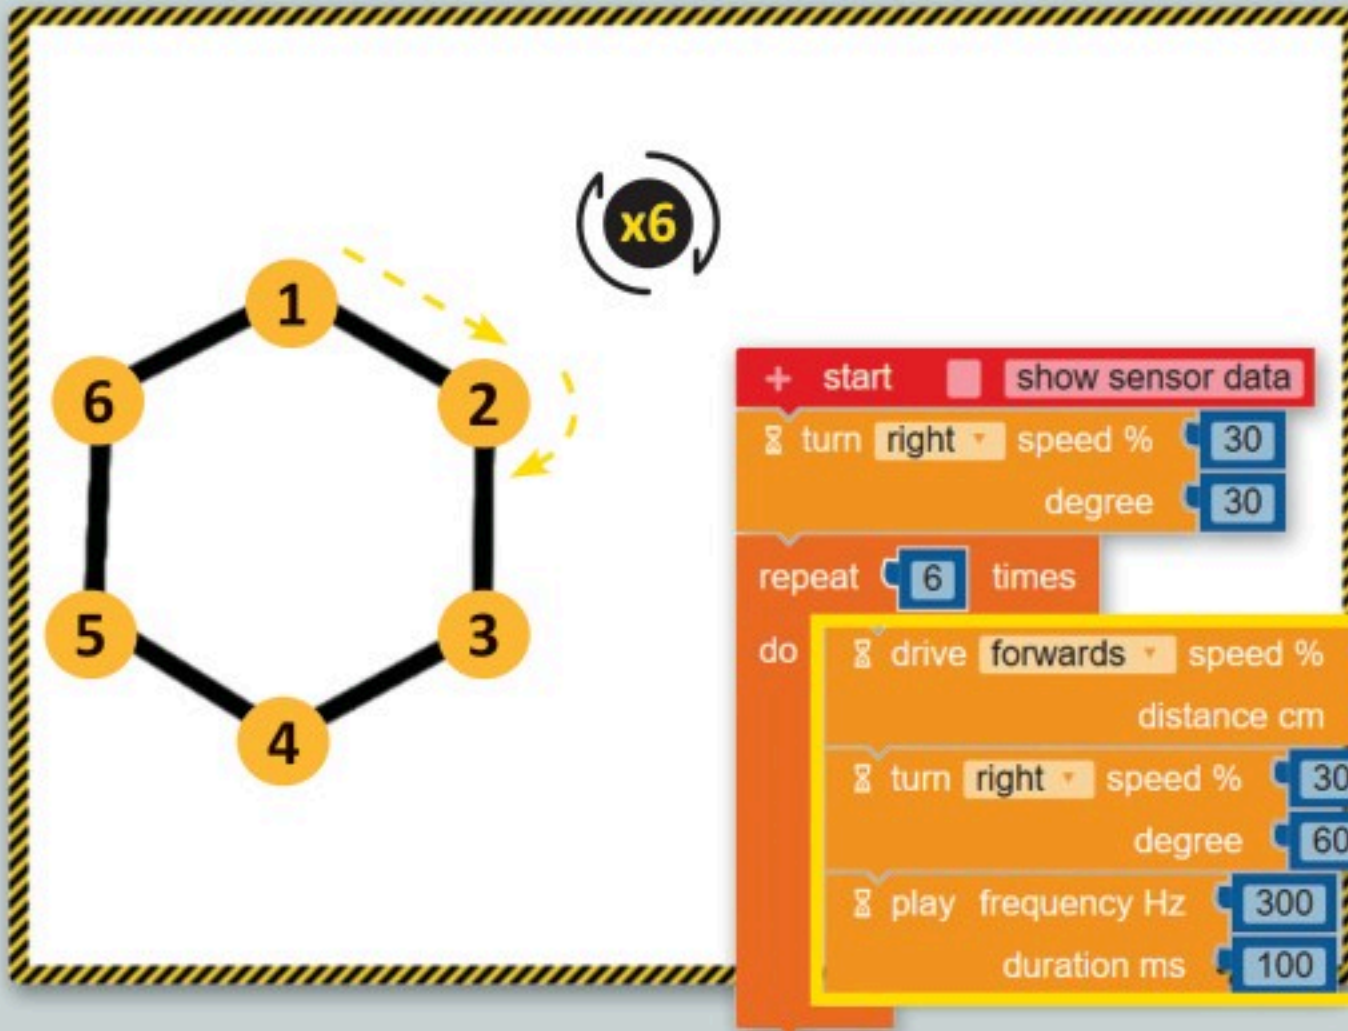 x6
1
6
2
5
3
4
+ start show sensor data
turn right speed % 30
degree 30
repeat 6 times
do drive forwards speed %
distance cm
turn right speed % 30
degree 60
play frequency Hz 300
duration ms 100